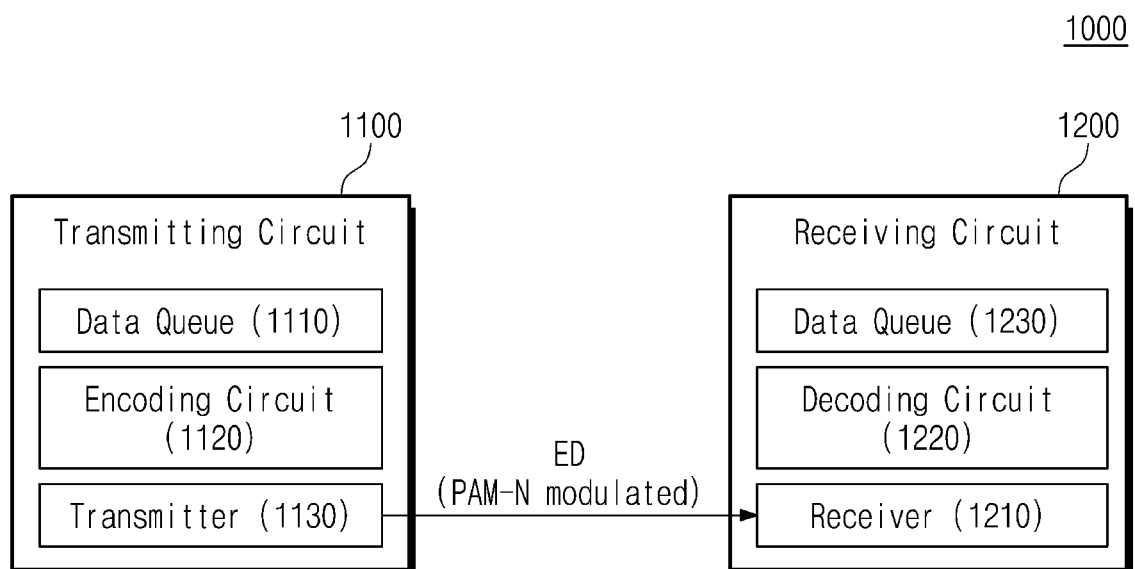 1000
1100
1200
Transmitting Circuit
Data Queue (1110)
Encoding Circuit
(1120)
Transmitter (1130)
ED
(PAM-N modulated)
Receiving Circuit
Data Queue (1230)
Decoding Circuit
(1220)
Receiver (1210)